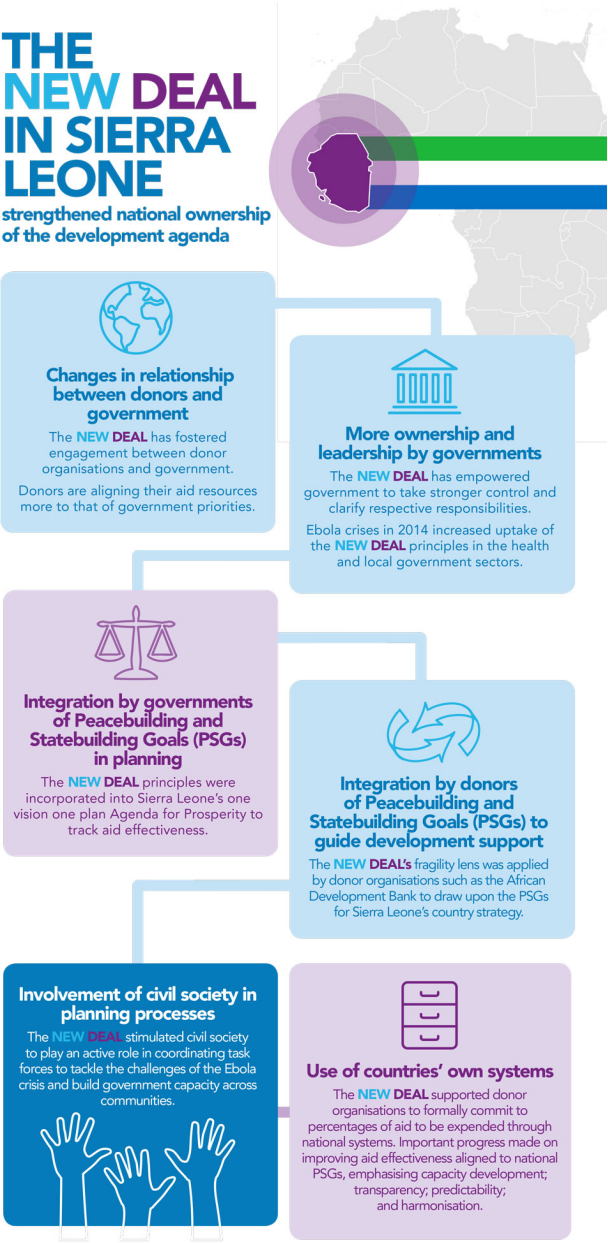 THE
NEW DEAL
IN SIERRA
LEONE
strengthened national ownership
of the development agenda
Changes in relationship
between donors and
government
The NEW DEAL has fostered
engagement between donor
organisations and government.
Donors are aligning their aid resources
more to that of government priorities.
More ownership and
leadership by governments
The NEW DEAL has empowered
government to take stronger control and
clarify respective responsibilities.
Ebola crises in 2014 increased uptake of
the NEW DEAL principles in the health
and local government sectors.
Integration by governments
of Peacebuilding and
Statebuilding Goals (PSGs)
in planning
The NEW DEAL principles were
incorporated into Sierra Leone's one
vision one plan Agenda for Prosperity to
track aid effectiveness.
Integration by donors
of Peacebuilding and
Statebuilding Goals (PSGs) to
guide development support
The NEW DEAL's fragility lens was applied
by donor organisations such as the African
Development Bank to draw upon the PSGs
for Sierra Leone's country strategy.
Involvement of civil society in
planning processes
The NEW DEAL stimulated civil society
to play an active role in coordinating task
forces to tackle the challenges of the Ebola
crisis and build government capacity across
communities.
Use of countries' own systems
The NEW DEAL supported donor
organisations to formally commit to
percentages of aid to be expended through
national systems. Important progress made on
improving aid effectiveness aligned to national
PSGs, emphasising capacity development;
transparency; predictability;
and harmonisation.